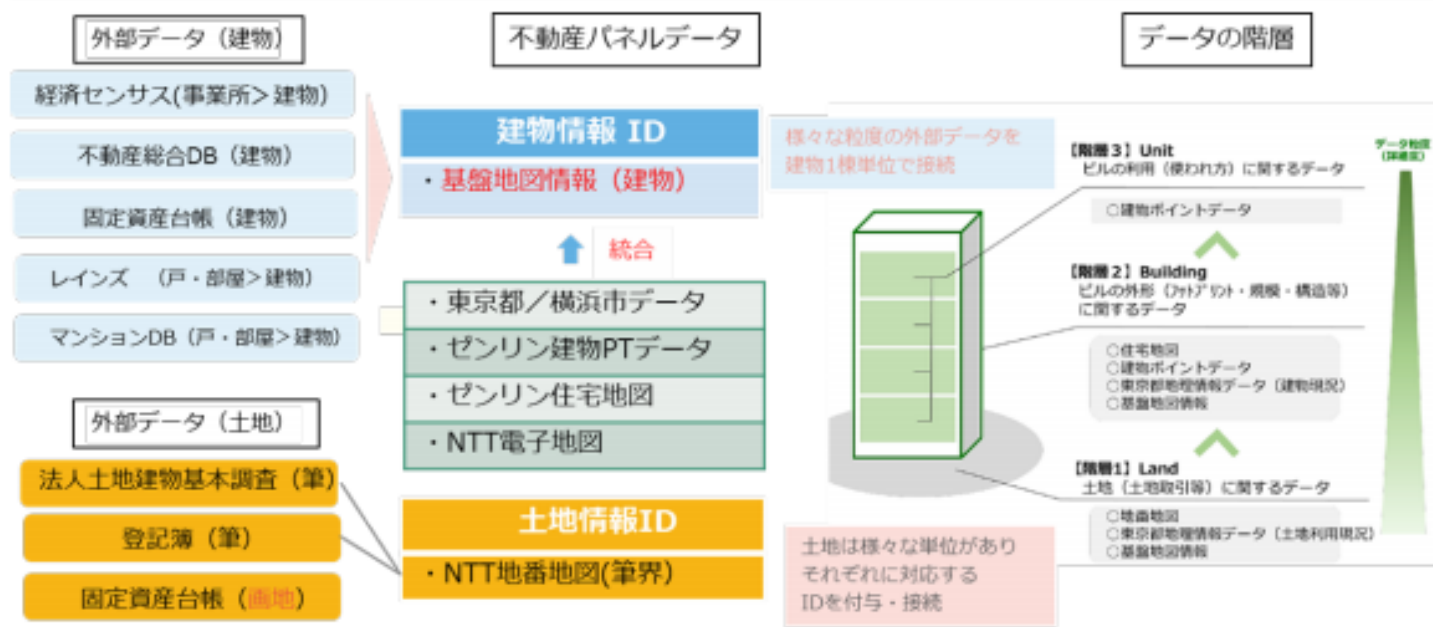 外部データ（建物）
経済センサス(事業所＞建物）
不動産総合DB（建物）
固定資産台帳（建物）
レインズ　（戸・部屋＞建物）
マンションDB（戸・部屋＞建物）
外部データ（土地）
法人土地建物基本調査（筆）
登記簿（筆）
固定資産台帳（画地）
不動産パネルデータ
建物情報 ID
・基盤地図情報（建物）
統合
・東京都／横浜市データ
・ゼンリン建物PTデータ
・ゼンリン住宅地図
・NTT電子地図
土地情報ID
・NTT地番地図(筆界）
様々な粒度の外部データを
建物1棟単位で接続
土地は様々な単位があり
それぞれに対応する
IDを付与・接続
データの階層
データ粒度
（詳細度）
【階層３】Unit
ビルの利用（使われ方）に関するデータ
○建物ポイントデータ
【階層２】Building
ビルの外形（フットプリント・規模・構造等）
に関するデータ
○住宅地図
○建物ポイントデータ
○東京都地理情報データ（建物現況）
○基盤地図情報
【階層1】Land
土地（土地取引等）に関するデータ
○地番地図
○東京都地理情報データ（土地利用現況）
○基盤地図情報